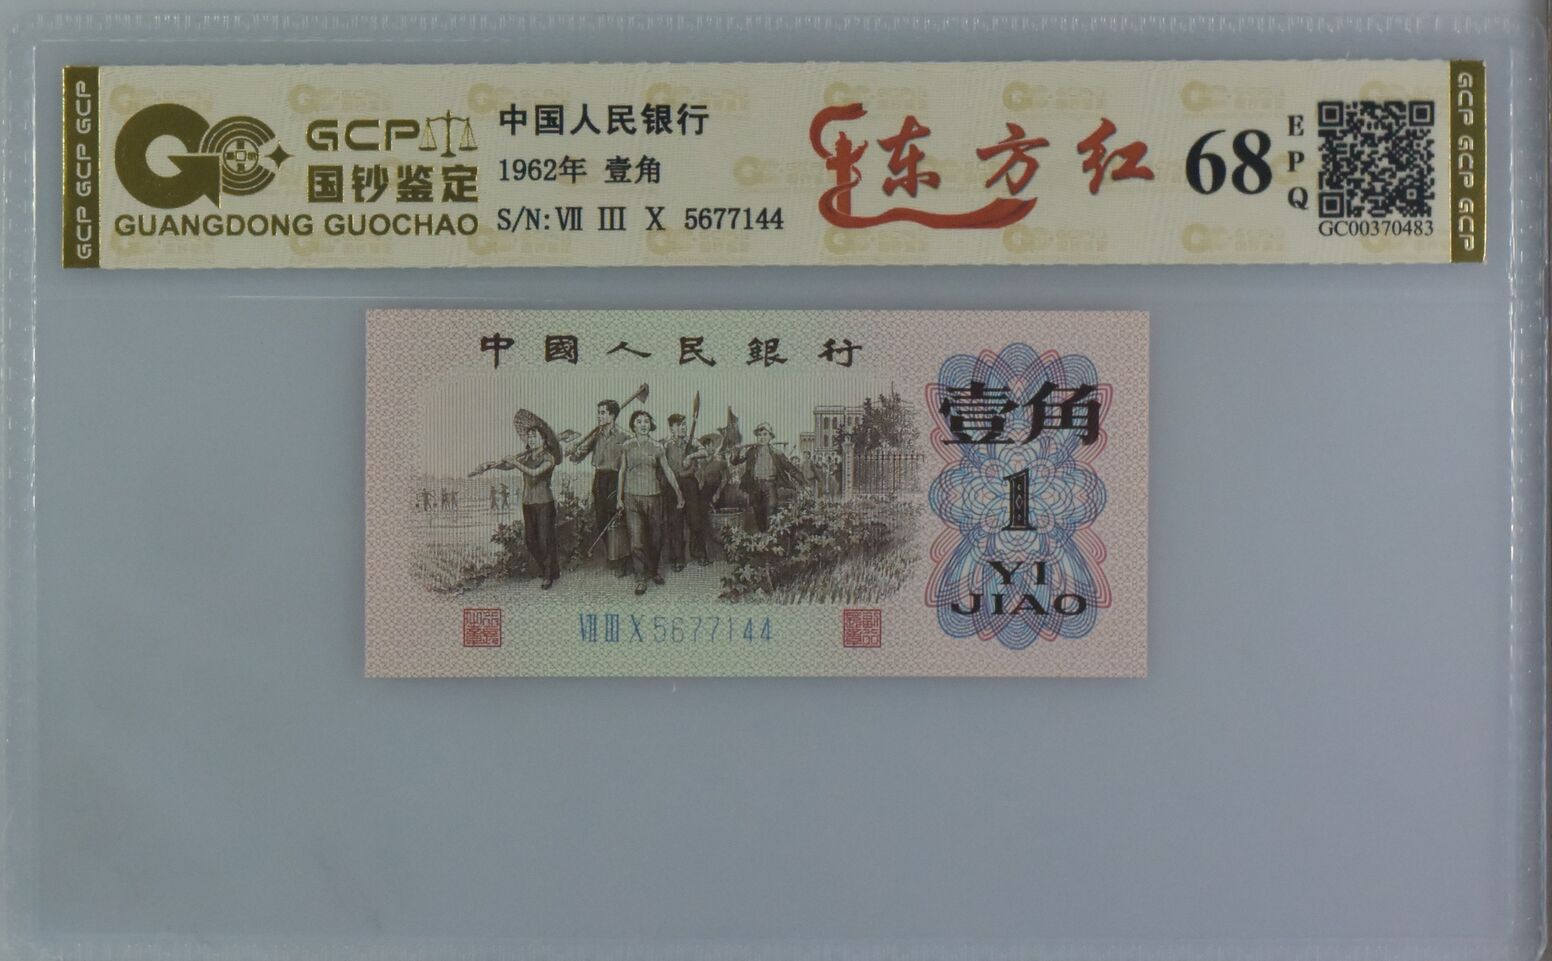 GCP GCP GCP
GCP
国钞鉴定
GUANGDONG GUOCHAO
中国人民银行
1962年 壹角
S/N: Ⅶ Ⅲ Ⅹ 5677144
东方红
68
EPQ
GC00370483
GCP GCP GCP
中國人民銀行
壹角
1
YI
JIAO
Ⅶ Ⅲ Ⅹ 5677144